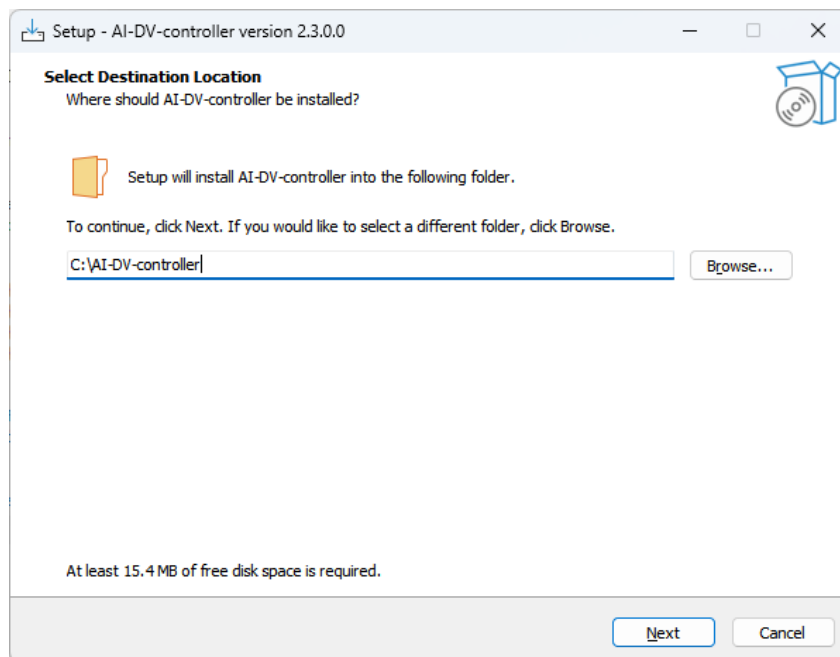 Setup - AI-DV-controller version 2.3.0.0
Select Destination Location
Where should AI-DV-controller be installed?
Setup will install AI-DV-controller into the following folder.
To continue, click Next. If you would like to select a different folder, click Browse.
C:\AI-DV-controller
Browse...
At least 15.4 MB of free disk space is required.
Next
Cancel